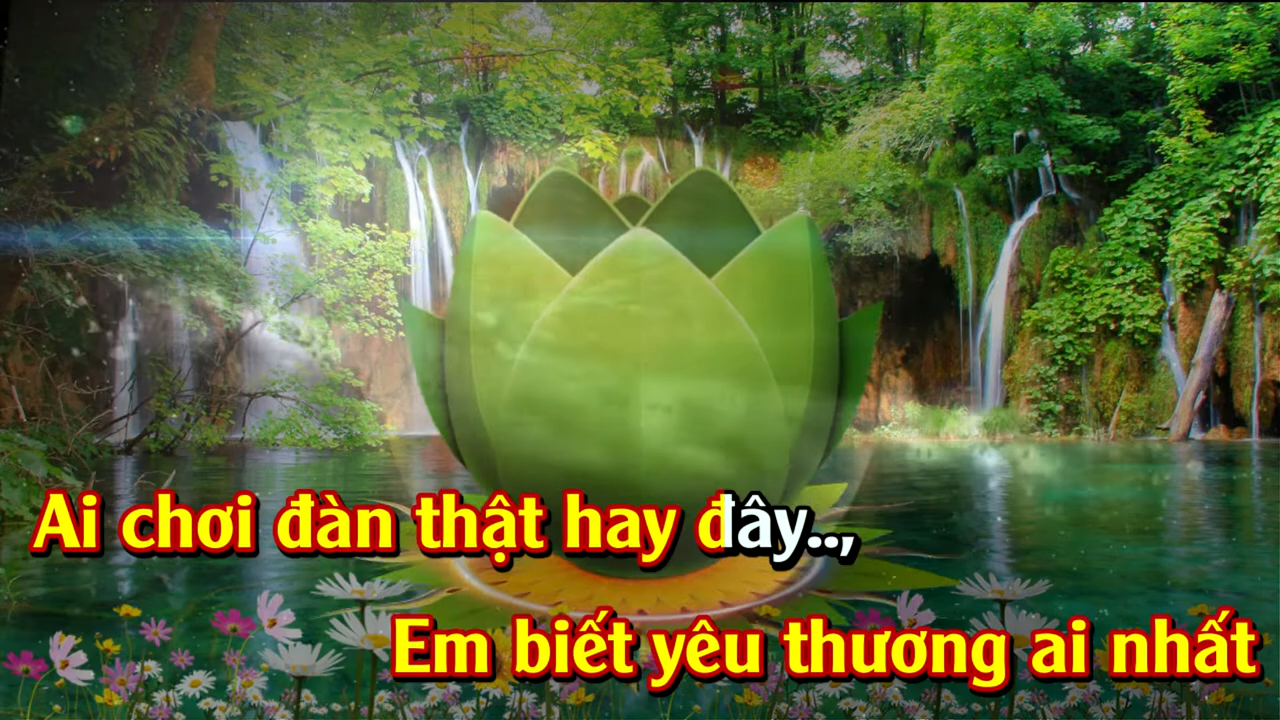 Ai chơi đàn thật hay đây..,
Em biết yêu thương ai nhất